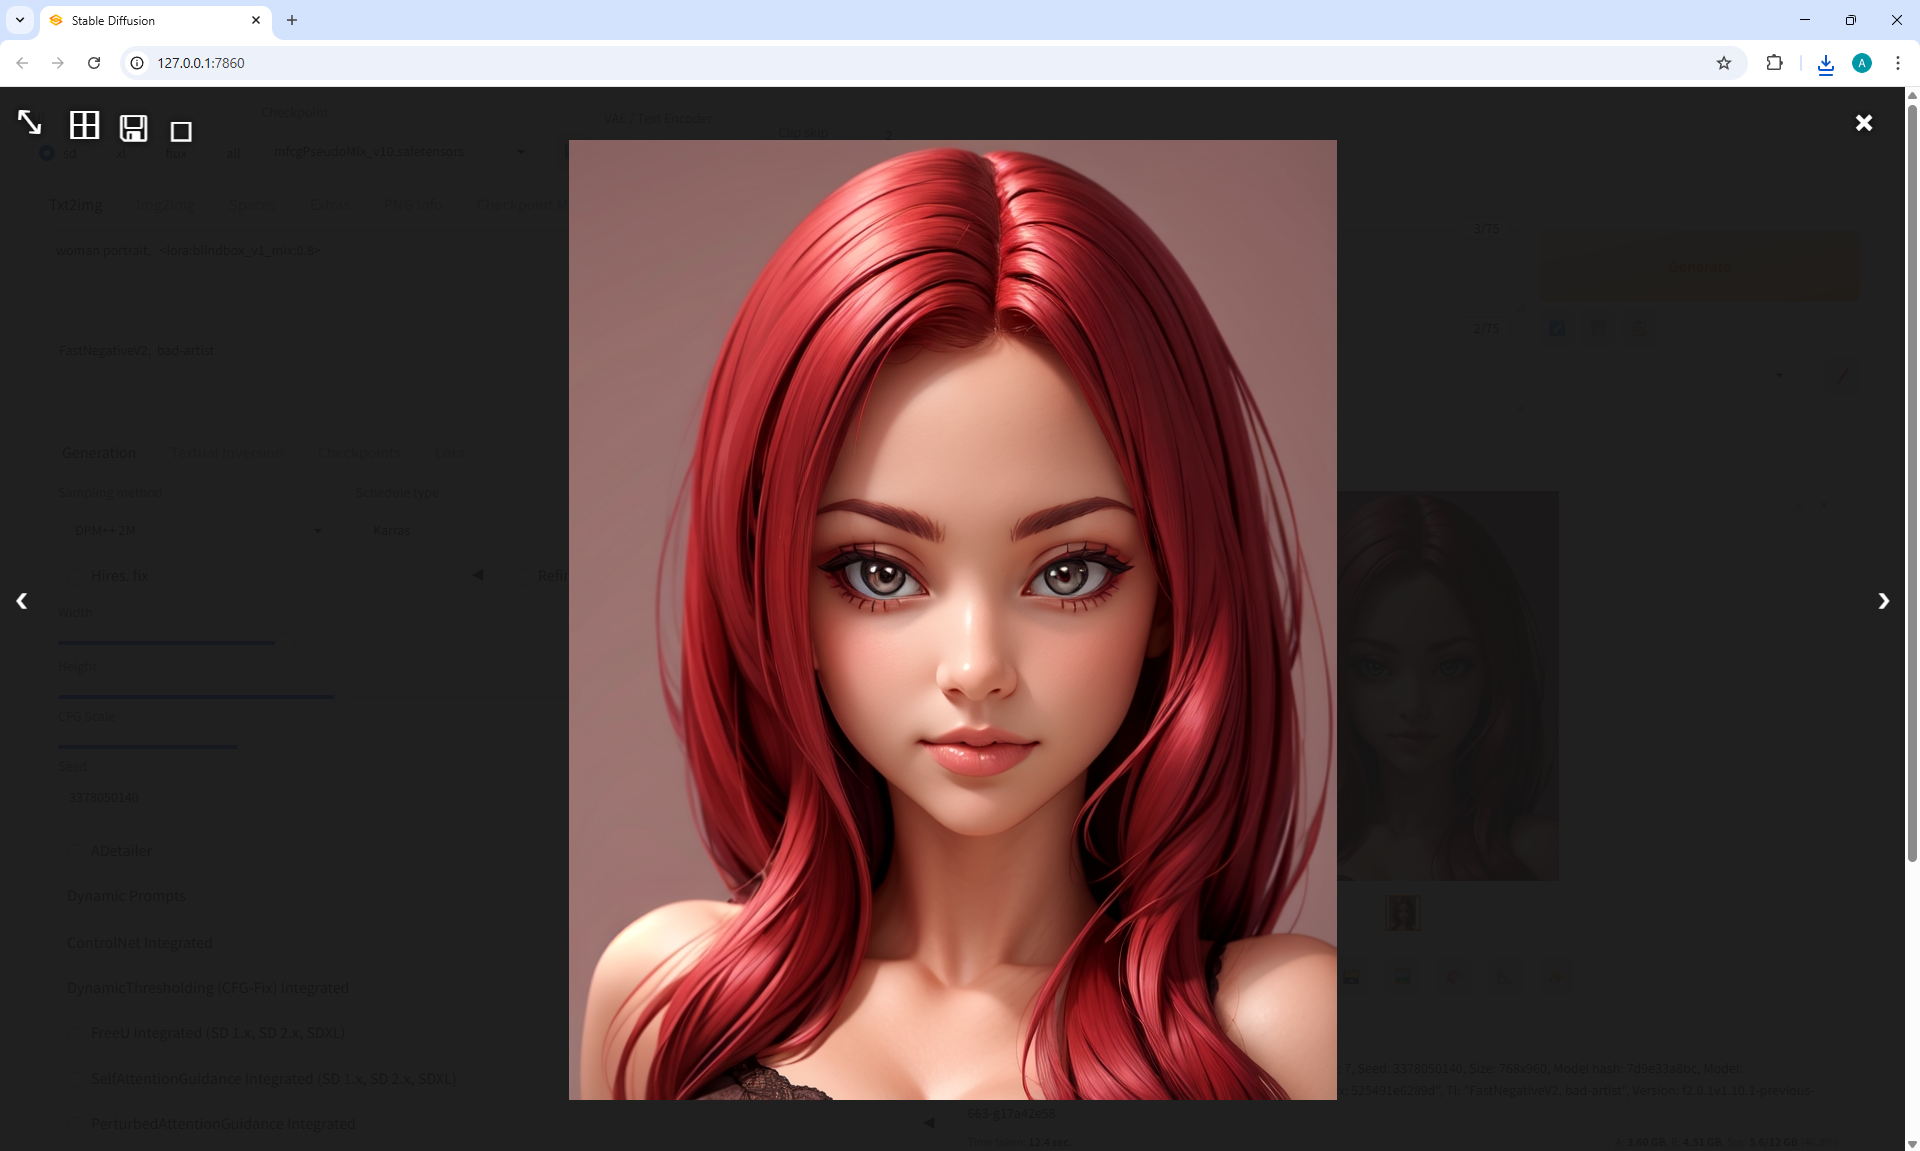 Stable Diffusion
127.0.0.1:7860
A
Checkpoint
VAE / Text Encoder
Clip skip
2
sd
xl
flux
all
mfcgPseudoMix_v10.safetensors
Txt2img
Img2img
Spaces
Extras
PNG Info
Checkpoint M
woman portrait, <lora:blindbox_v1_mix:0.8>
3/75
Generate
FastNegativeV2, bad-artist
2/75
Generation
Textual Inversion
Checkpoints
Lora
Sampling method
Schedule type
DPM++ 2M
Karras
Hires. fix
Refin
Width
Height
CFG Scale
Seed
3378050140
ADetailer
Dynamic Prompts
ControlNet Integrated
DynamicThresholding (CFG-Fix) Integrated
FreeU Integrated (SD 1.x, SD 2.x, SDXL)
SelfAttentionGuidance Integrated (SD 1.x, SD 2.x, SDXL)
PerturbedAttentionGuidance Integrated
7, Seed: 3378050140, Size: 768x960, Model hash: 7d9e33a8bc, Model:
525491e6289d", TI: "FastNegativeV2, bad-artist", Version: f2.0.1v1.10.1-previous-
663-g17a42e58
Time taken: 12.4 sec.